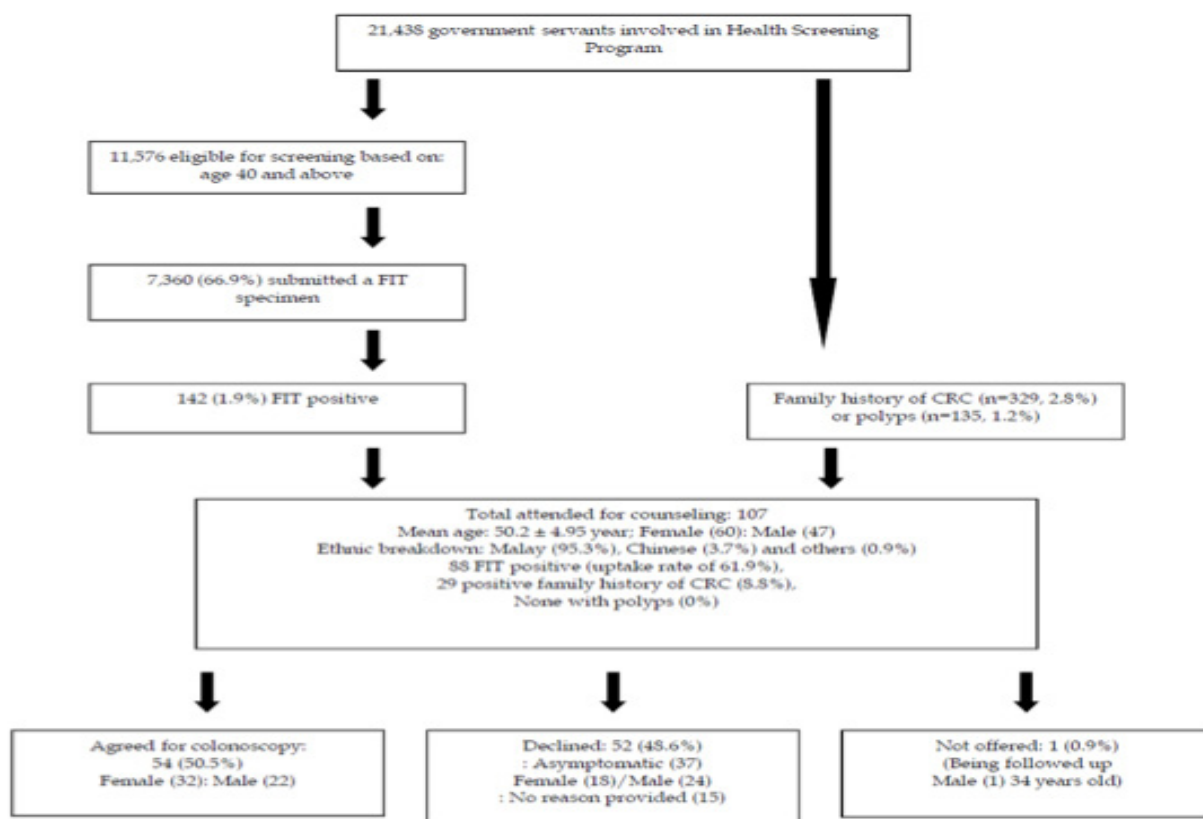 21,438 government servants involved in Health Screening
Program
11,576 eligible for screening based on:
age 40 and above
7,360 (66.9%) submitted a FIT
specimen
142 (1.9%) FIT positive
Family history of CRC (n=329, 2.8%)
or polyps (n=135, 1.2%)
Total attended for counseling: 107
Mean age: 50.2 ± 4.95 year; Female (60): Male (47)
Ethnic breakdown: Malay (95.3%), Chinese (3.7%) and others (0.9%)
88 FIT positive (uptake rate of 61.9%),
29 positive family history of CRC (8.8%),
None with polyps (0%)
Agreed for colonoscopy:
54 (50.5%)
Female (32): Male (22)
Declined: 52 (48.6%)
: Asymptomatic (37)
Female (18)/Male (24)
: No reason provided (15)
Not offered: 1 (0.9%)
(Being followed up
Male (1) 34 years old)